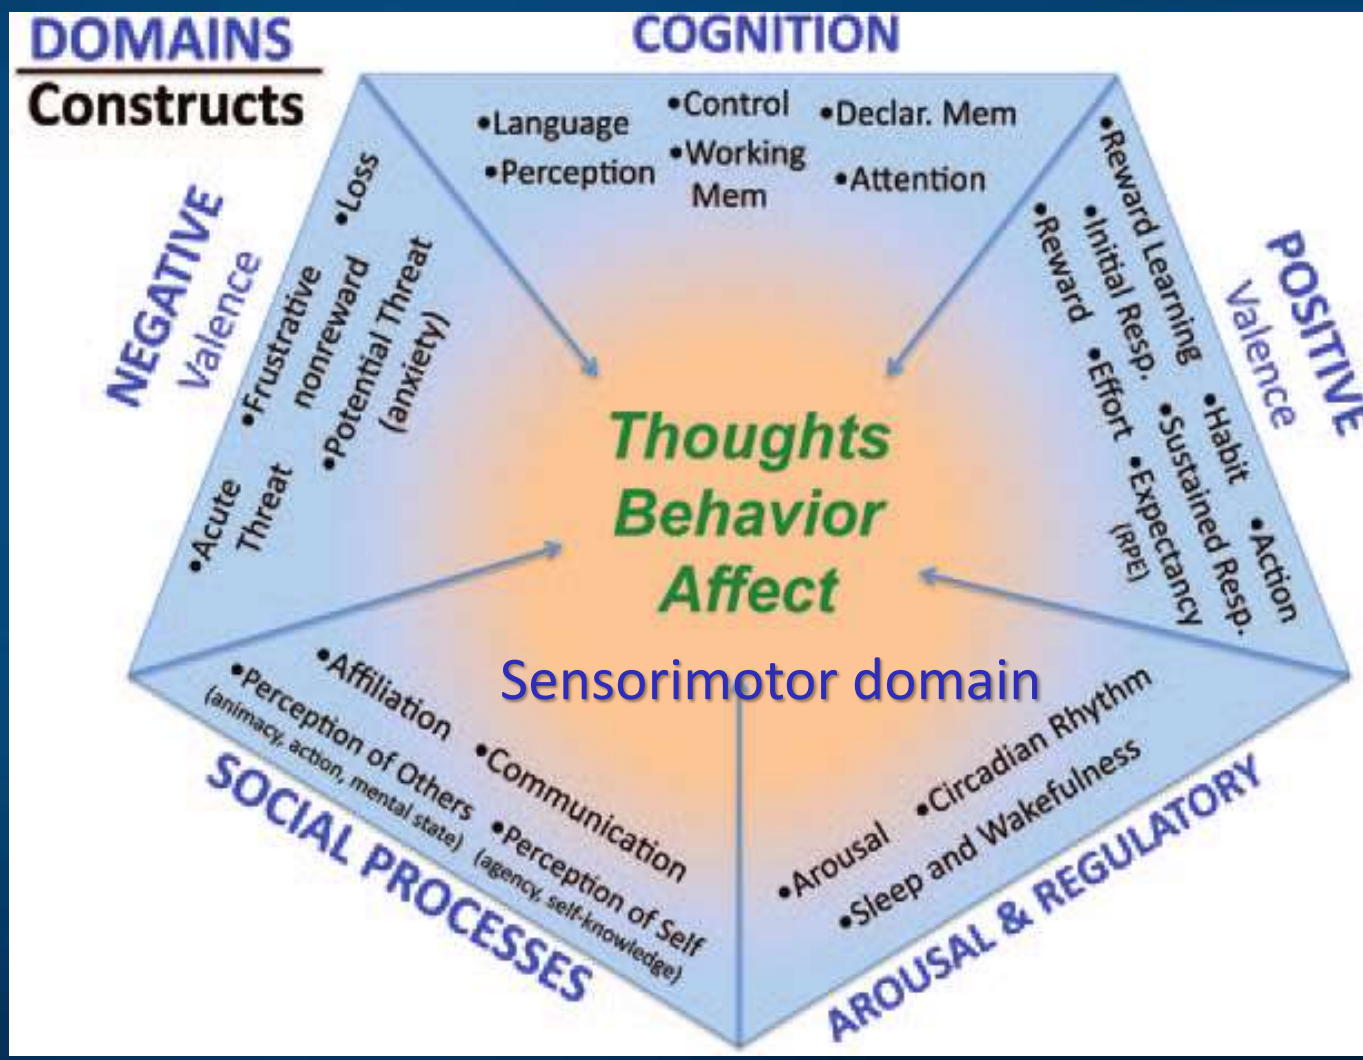 DOMAINS
Constructs
COGNITION
•Language
•Control
•Declar. Mem
•Perception
•Working
Mem
•Attention
NEGATIVE
Valence
•Loss
•Frustrative
nonreward
•Potential Threat
(anxiety)
•Acute
Threat
POSITIVE
Valence
•Reward Learning
•Initial Resp.
•Reward
•Habit
•Sustained Resp.
•Effort
•Expectancy
(RPE)
•Action
Thoughts
Behavior
Affect
Sensorimotor domain
•Affiliation
•Communication
•Perception of Others
(animacy, action, mental state)
•Perception of Self
(agency, self-knowledge)
SOCIAL PROCESSES
•Circadian Rhythm
•Arousal
•Sleep and Wakefulness
AROUSAL & REGULATORY